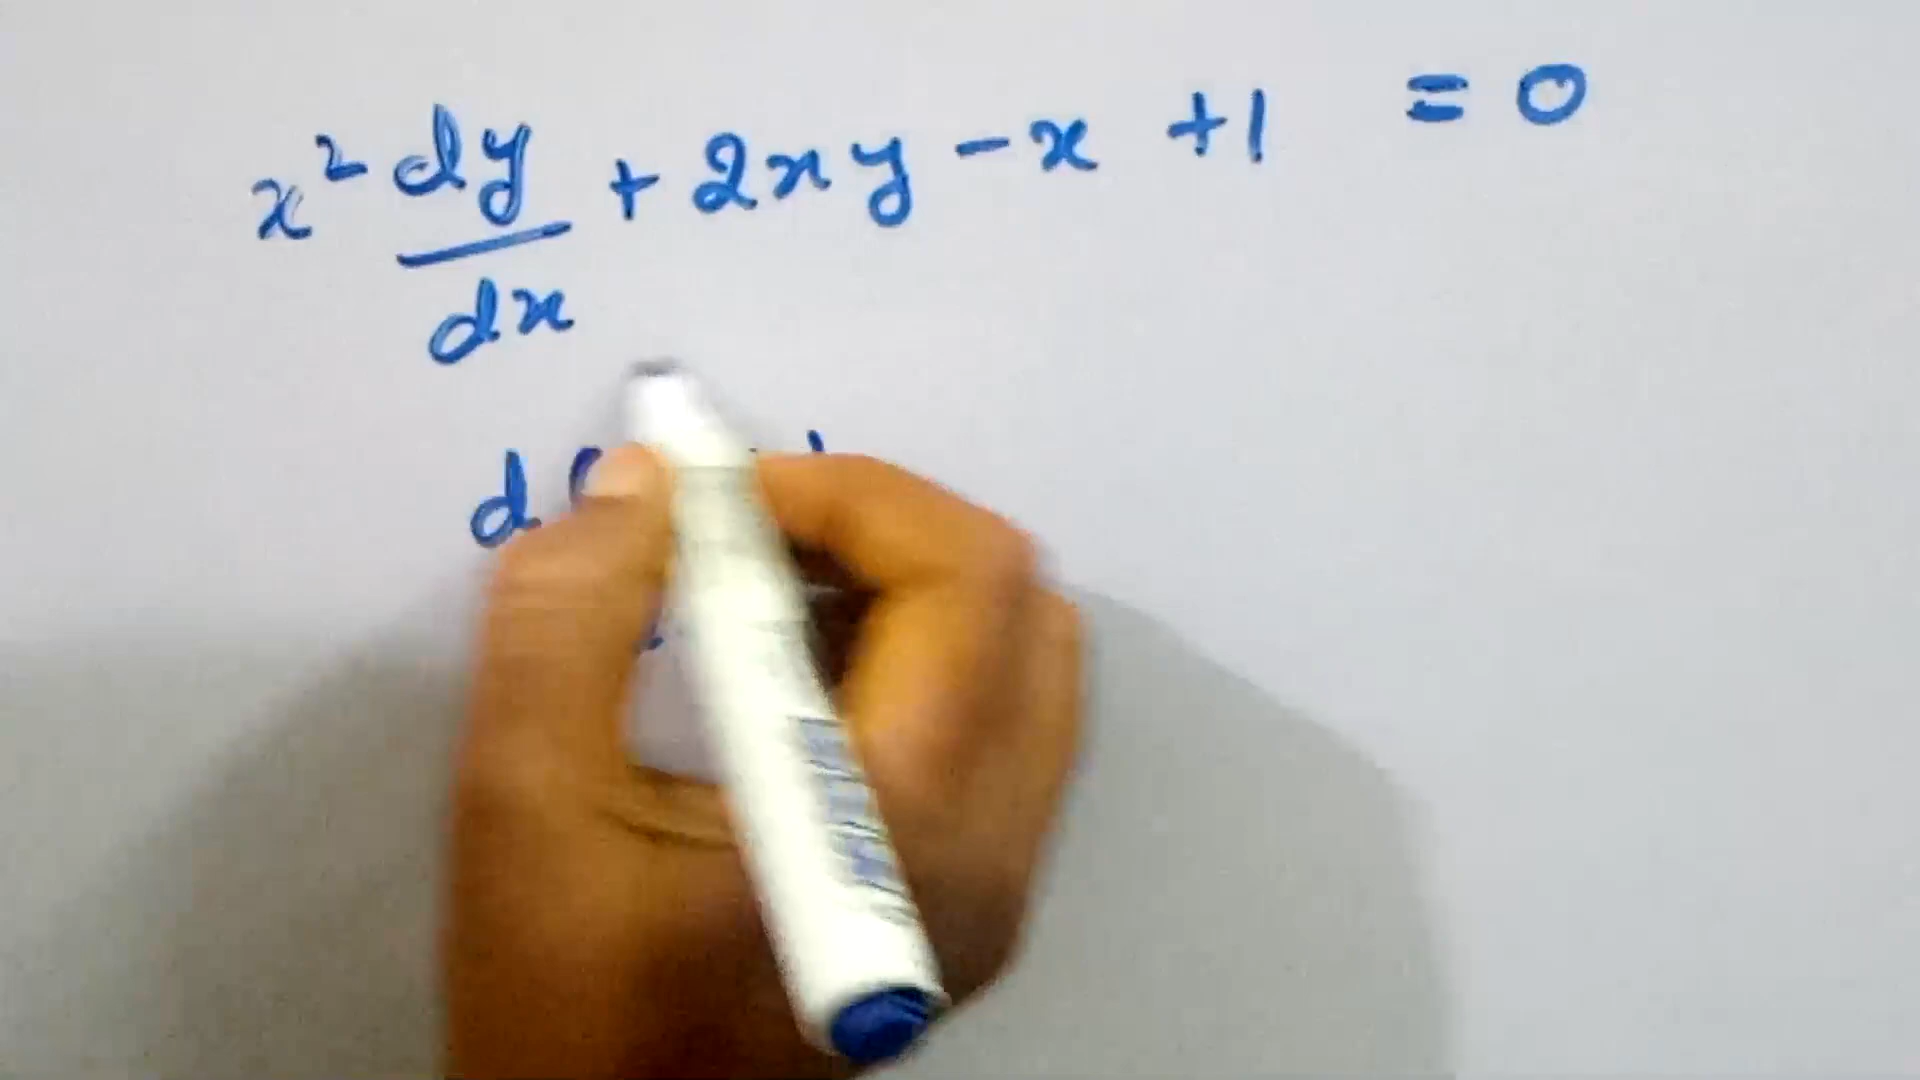 x² dy/dx + 2xy - x + 1 = 0
d (